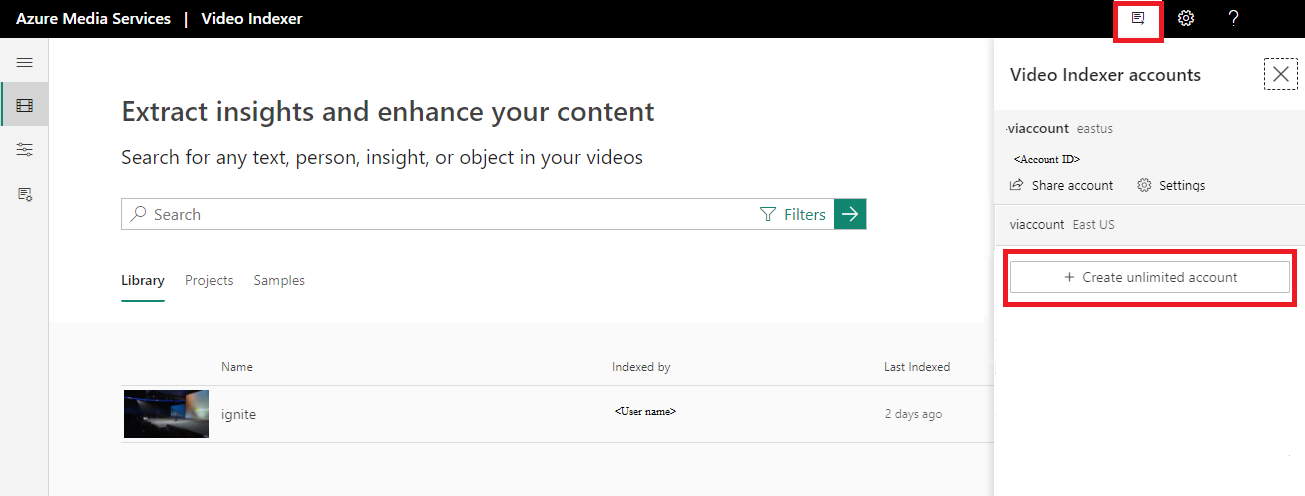 Azure Media Services | Video Indexer
?
Extract insights and enhance your content
Search for any text, person, insight, or object in your videos
Search Filters
Library Projects Samples
Name Indexed by Last Indexed
ignite <User name> 2 days ago
Video Indexer accounts
viaccount eastus
<Account ID>
Share account Settings
viaccount East US
+ Create unlimited account